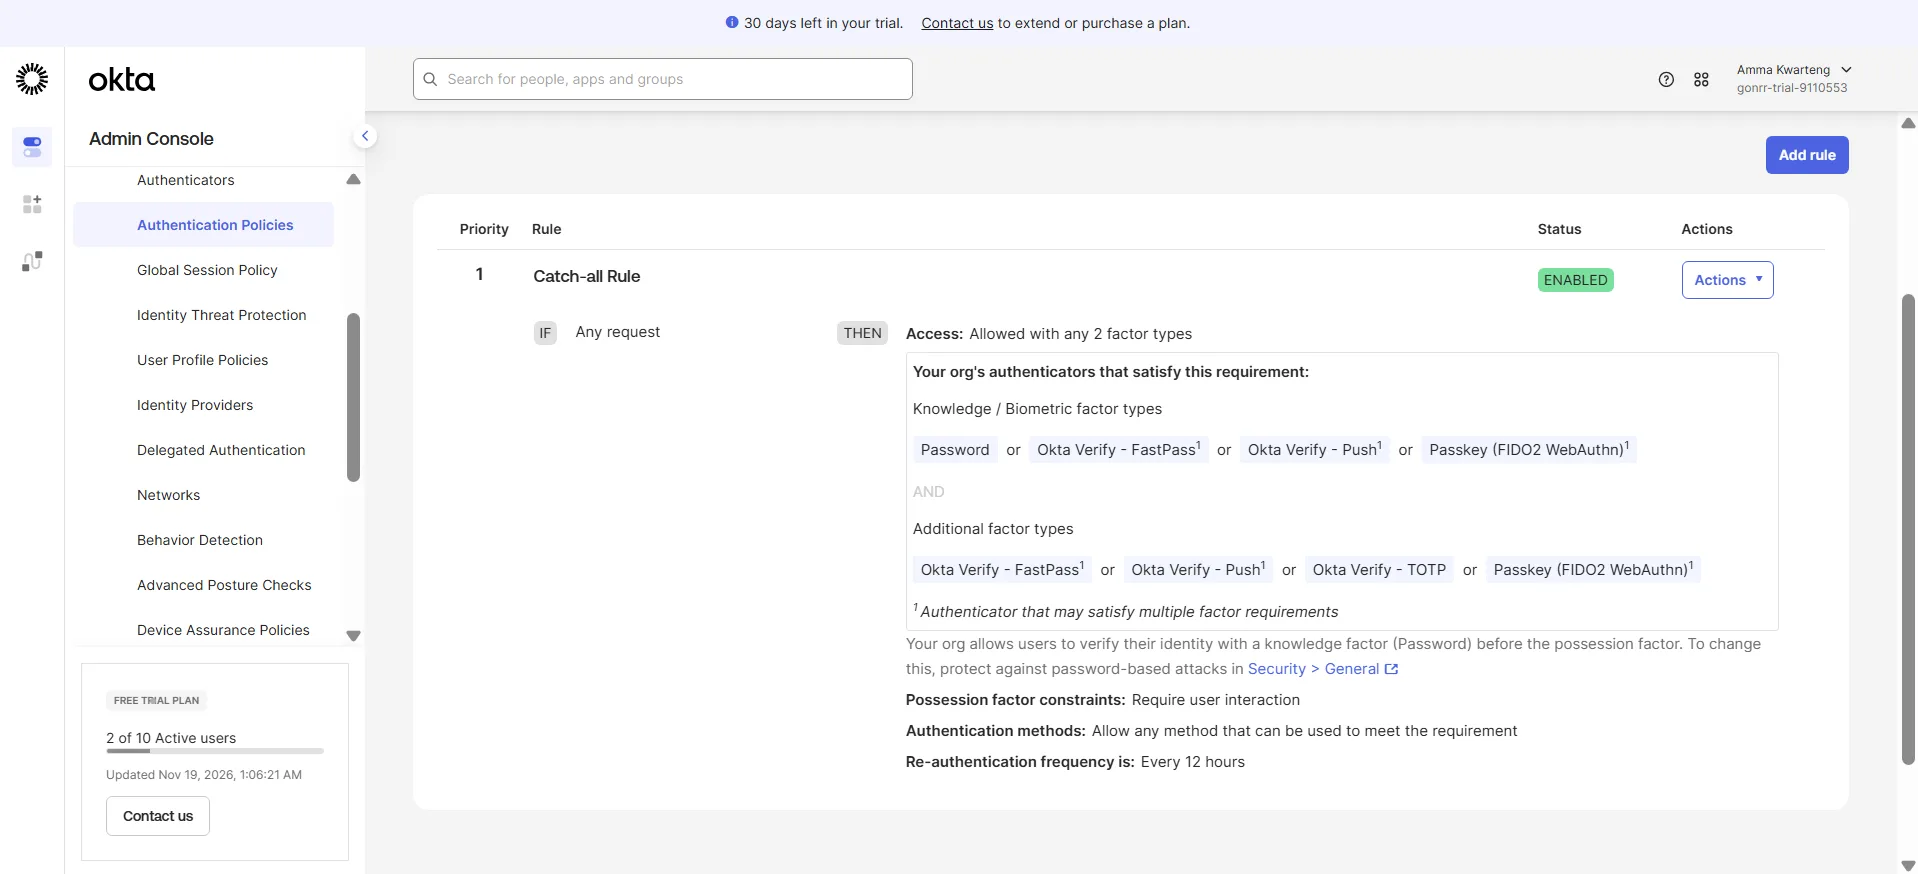 30 days left in your trial. Contact us to extend or purchase a plan.
okta
Search for people, apps and groups
Amma Kwarteng
gonrr-trial-9110553
Admin Console
Authenticators
Authentication Policies
Global Session Policy
Identity Threat Protection
User Profile Policies
Identity Providers
Delegated Authentication
Networks
Behavior Detection
Advanced Posture Checks
Device Assurance Policies
FREE TRIAL PLAN
2 of 10 Active users
Updated Nov 19, 2026, 1:06:21 AM
Contact us
Add rule
Priority Rule Status Actions
1 Catch-all Rule ENABLED Actions
IF Any request THEN Access: Allowed with any 2 factor types
Your org's authenticators that satisfy this requirement:
Knowledge / Biometric factor types
Password or Okta Verify - FastPass¹ or Okta Verify - Push¹ or Passkey (FIDO2 WebAuthn)¹
AND
Additional factor types
Okta Verify - FastPass¹ or Okta Verify - Push¹ or Okta Verify - TOTP or Passkey (FIDO2 WebAuthn)¹
¹ Authenticator that may satisfy multiple factor requirements
Your org allows users to verify their identity with a knowledge factor (Password) before the possession factor. To change
this, protect against password-based attacks in Security > General
Possession factor constraints: Require user interaction
Authentication methods: Allow any method that can be used to meet the requirement
Re-authentication frequency is: Every 12 hours